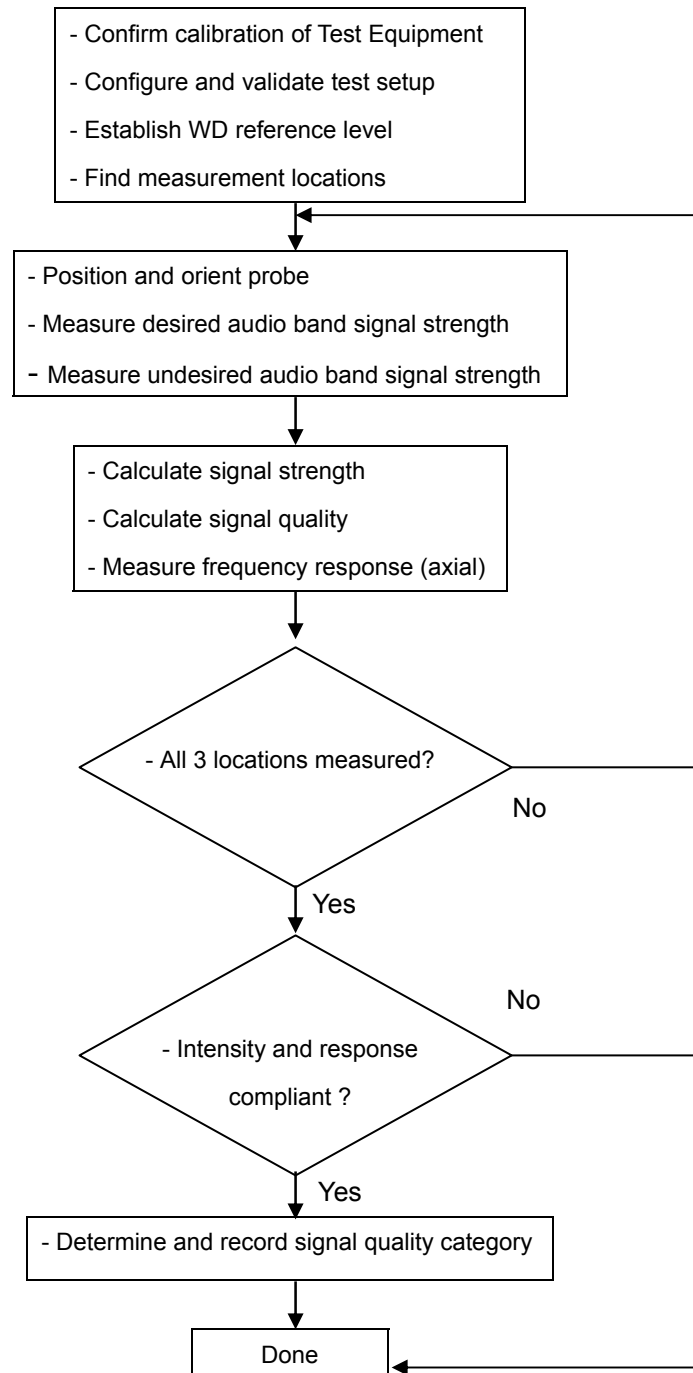 - Confirm calibration of Test Equipment
- Configure and validate test setup
- Establish WD reference level
- Find measurement locations
- Position and orient probe
- Measure desired audio band signal strength
- Measure undesired audio band signal strength
- Calculate signal strength
- Calculate signal quality
- Measure frequency response (axial)
- All 3 locations measured?
No
Yes
No
- Intensity and response
compliant ?
Yes
- Determine and record signal quality category
Done